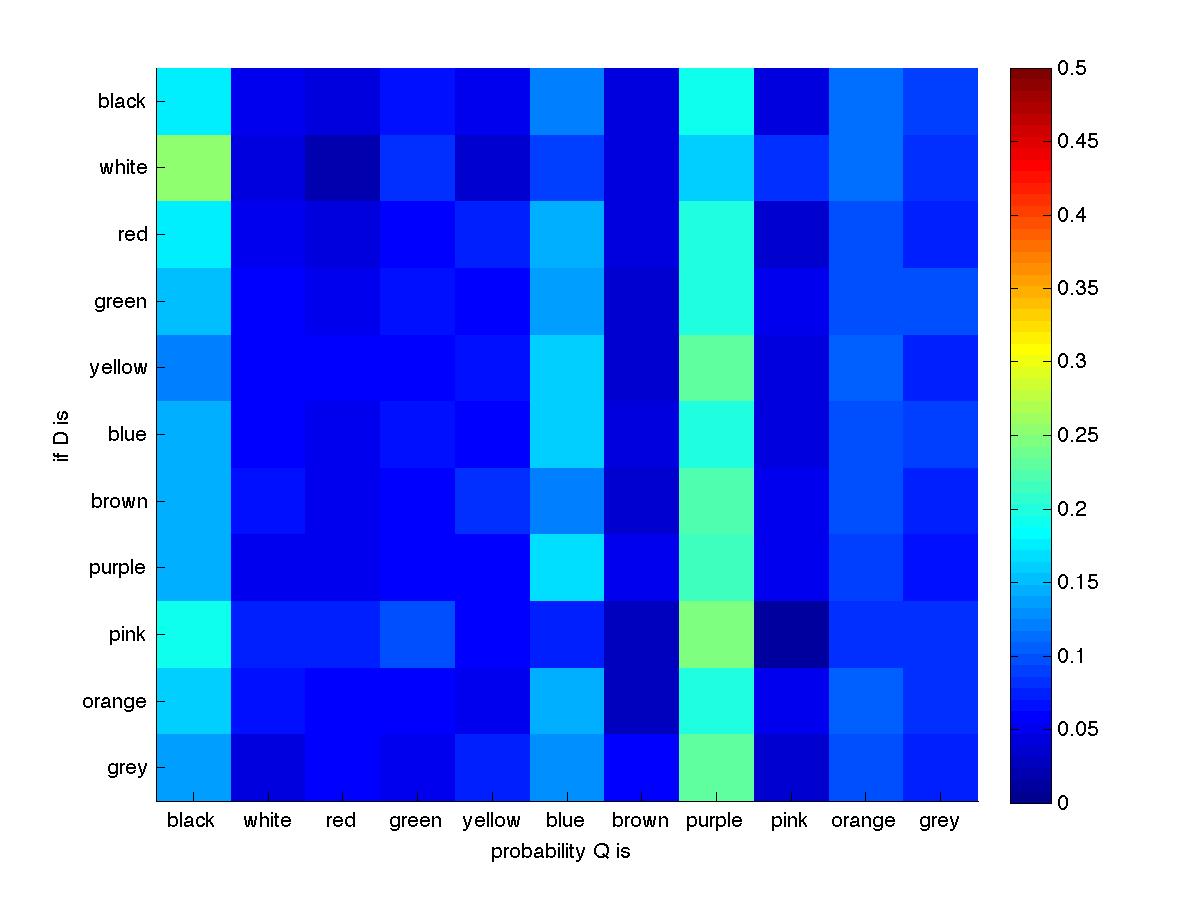 black
white
red
green
yellow
blue
brown
purple
pink
orange
grey
if D is
black white red green yellow blue brown purple pink orange grey
probability Q is
0.5
0.45
0.4
0.35
0.3
0.25
0.2
0.15
0.1
0.05
0